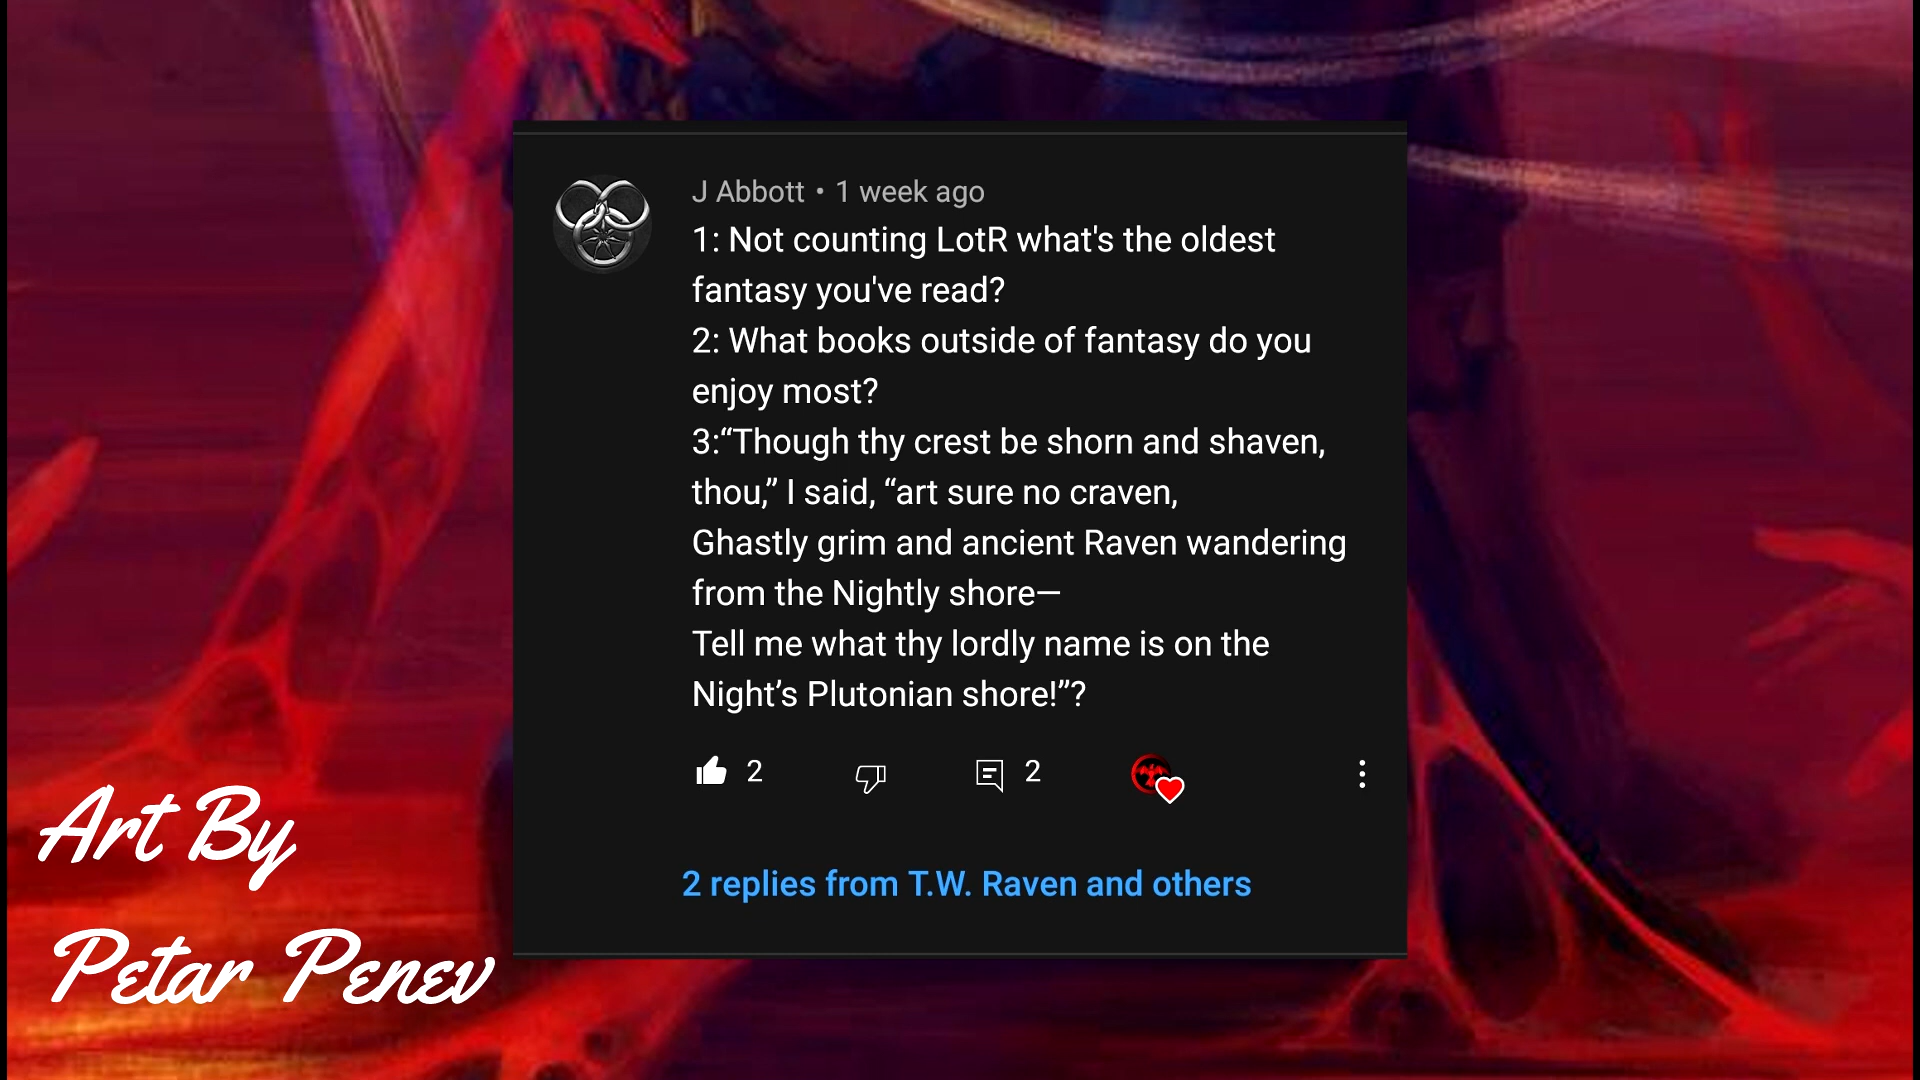 J Abbott • 1 week ago
1: Not counting LotR what's the oldest
fantasy you've read?
2: What books outside of fantasy do you
enjoy most?
3:“Though thy crest be shorn and shaven,
thou,” I said, “art sure no craven,
Ghastly grim and ancient Raven wandering
from the Nightly shore—
Tell me what thy lordly name is on the
Night’s Plutonian shore!”?
2 2
2 replies from T.W. Raven and others
Art By
Petar Penev